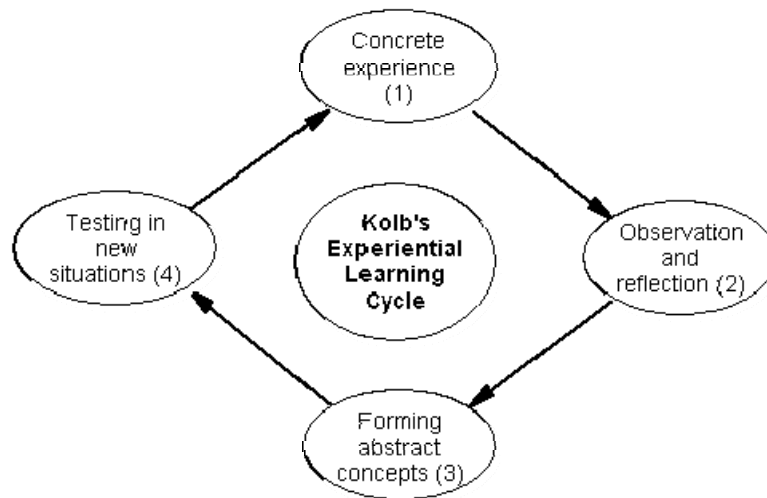 Concrete
experience
(1)
Testing in
new
situations (4)
Kolb's
Experiential
Learning
Cycle
Observation
and
reflection (2)
Forming
abstract
concepts (3)